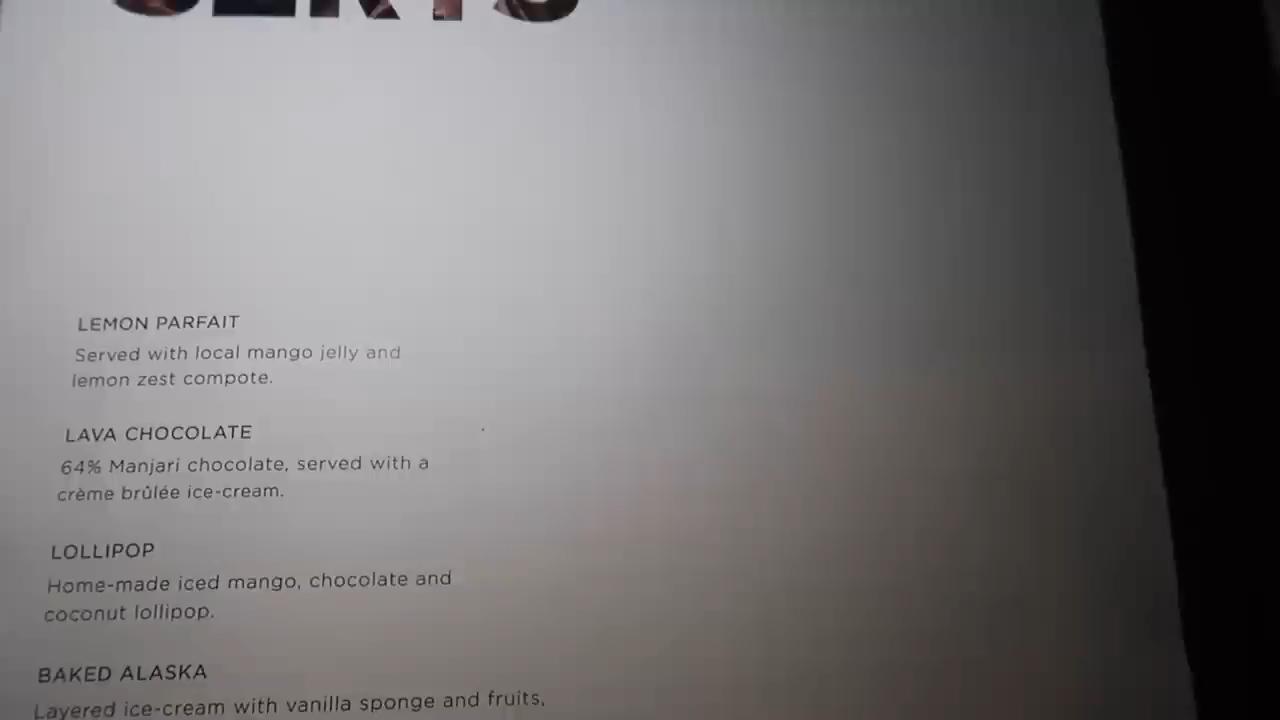 SERTS
LEMON PARFAIT
Served with local mango jelly and
lemon zest compote.
LAVA CHOCOLATE
64% Manjari chocolate, served with a
crème brûlée ice-cream.
LOLLIPOP
Home-made iced mango, chocolate and
coconut lollipop.
BAKED ALASKA
Layered ice-cream with vanilla sponge and fruits,